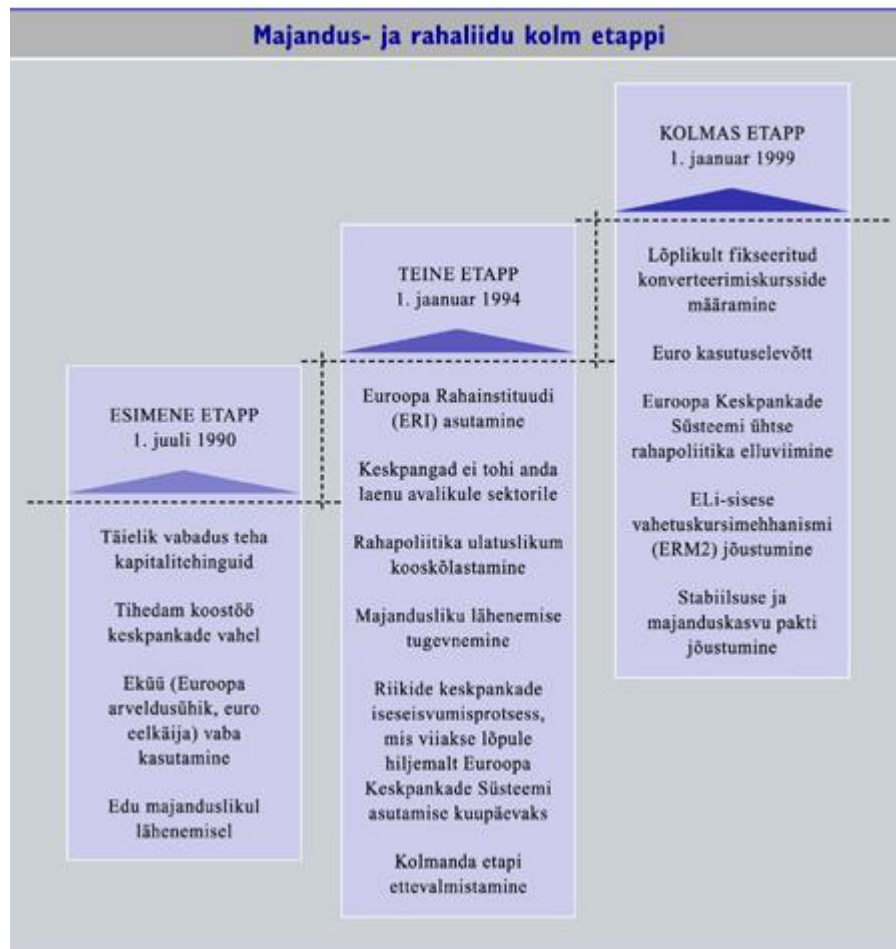 Majandus- ja rahaliidu kolm etappi
ESIMENE ETAPP
1. juuli 1990
Täielik vabadus teha
kapitalitehinguid
Tihedam koostöö
keskpankade vahel
Eküü (Euroopa
arveldusühik, euro
eelkäija) vaba
kasutamine
Edu majanduslikul
lähenemisel
TEINE ETAPP
1. jaanuar 1994
Euroopa Rahainstituudi
(ERI) asutamine
Keskpangad ei tohi anda
laenu avalikule sektorile
Rahapoliitika ulatuslikum
kooskõlastamine
Majandusliku lähenemise
tugevnemine
Riikide keskpankade
iseseisvumisprotsess,
mis viiakse lõpule
hiljemalt Euroopa
Keskpankade Süsteemi
asutamise kuupäevaks
Kolmanda etapi
ettevalmistamine
KOLMAS ETAPP
1. jaanuar 1999
Lõplikult fikseeritud
konverteerimiskursside
määramine
Euro kasutuselevõtt
Euroopa Keskpankade
Süsteemi ühtse
rahapoliitika elluviimine
ELi-sisese
vahetuskursimehhanismi
(ERM2) jõustumine
Stabiilsuse ja
majanduskasvu pakti
jõustumine